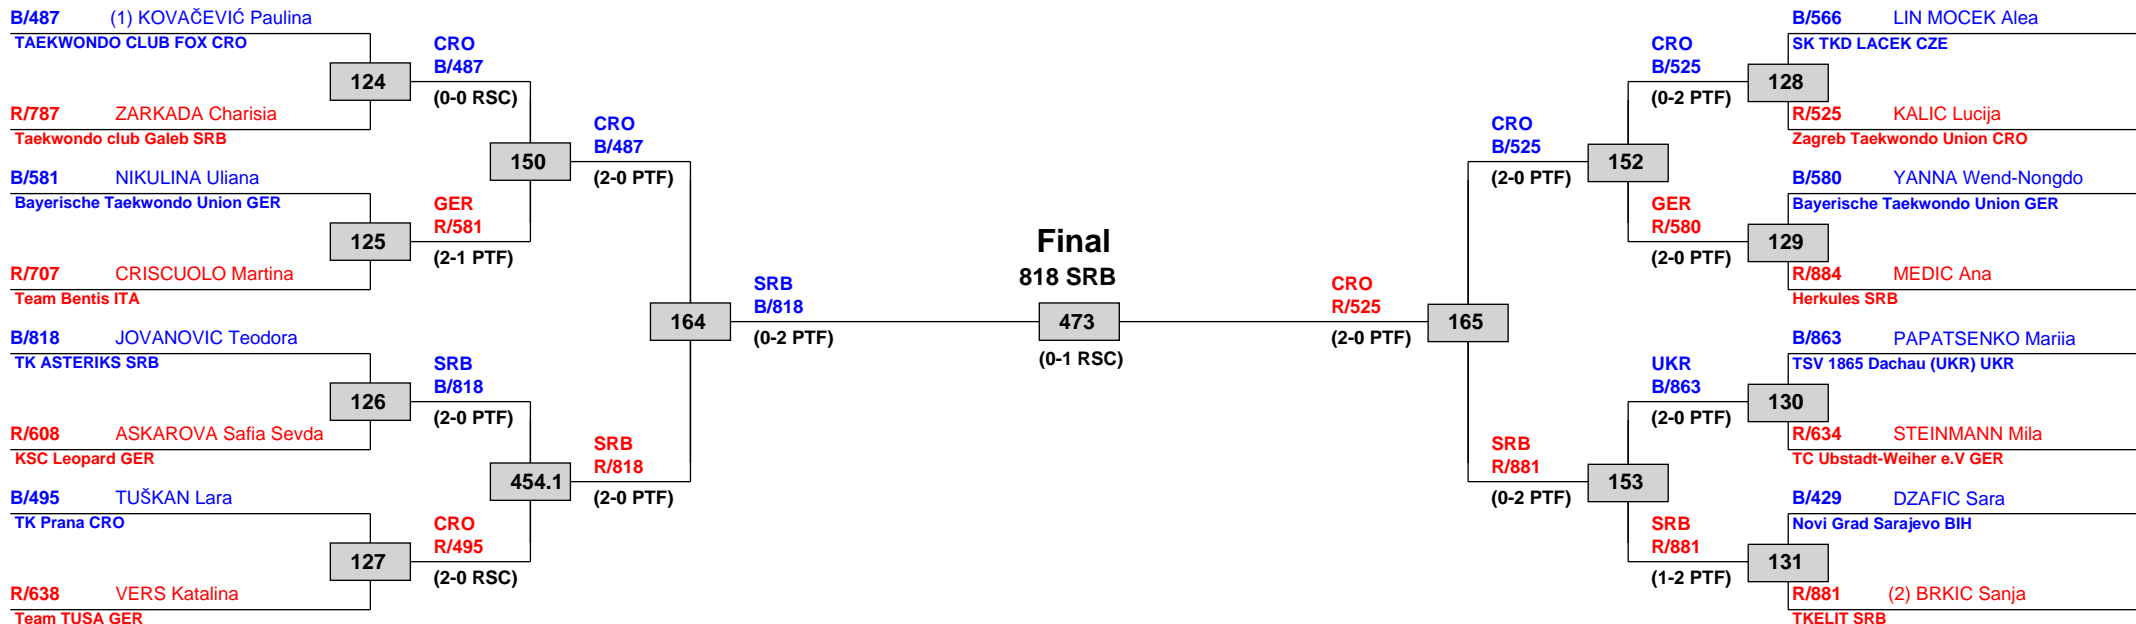 B/487 (1) KOVAČEVIĆ Paulina
TAEKWONDO CLUB FOX CRO
124
R/787 ZARKADA Charisia
Taekwondo club Galeb SRB
B/581 NIKULINA Uliana
Bayerische Taekwondo Union GER
125
R/707 CRISCUOLO Martina
Team Bentis ITA
B/818 JOVANOVIC Teodora
TK ASTERIKS SRB
126
R/608 ASKAROVA Safia Sevda
KSC Leopard GER
B/495 TUŠKAN Lara
TK Prana CRO
127
R/638 VERS Katalina
Team TUSA GER
CRO
B/487
(0-0 RSC)
150
GER
R/581
(2-1 PTF)
SRB
B/818
(2-0 PTF)
454.1
CRO
R/495
(2-0 RSC)
CRO
B/487
(2-0 PTF)
164
SRB
R/818
(2-0 PTF)
SRB
B/818
(0-2 PTF)
Final
818 SRB
473
(0-1 RSC)
CRO
R/525
(2-0 PTF)
165
CRO
B/525
(2-0 PTF)
152
SRB
R/881
(0-2 PTF)
153
CRO
B/525
(0-2 PTF)
GER
R/580
(2-0 PTF)
UKR
B/863
(2-0 PTF)
SRB
R/881
(1-2 PTF)
B/566 LIN MOCEK Alea
SK TKD LACEK CZE
128
R/525 KALIC Lucija
Zagreb Taekwondo Union CRO
B/580 YANNA Wend-Nongdo
Bayerische Taekwondo Union GER
129
R/884 MEDIC Ana
Herkules SRB
B/863 PAPATSENKO Mariia
TSV 1865 Dachau (UKR) UKR
130
R/634 STEINMANN Mila
TC Ubstadt-Weiher e.V GER
B/429 DZAFIC Sara
Novi Grad Sarajevo BIH
131
R/881 (2) BRKIC Sanja
TKELIT SRB